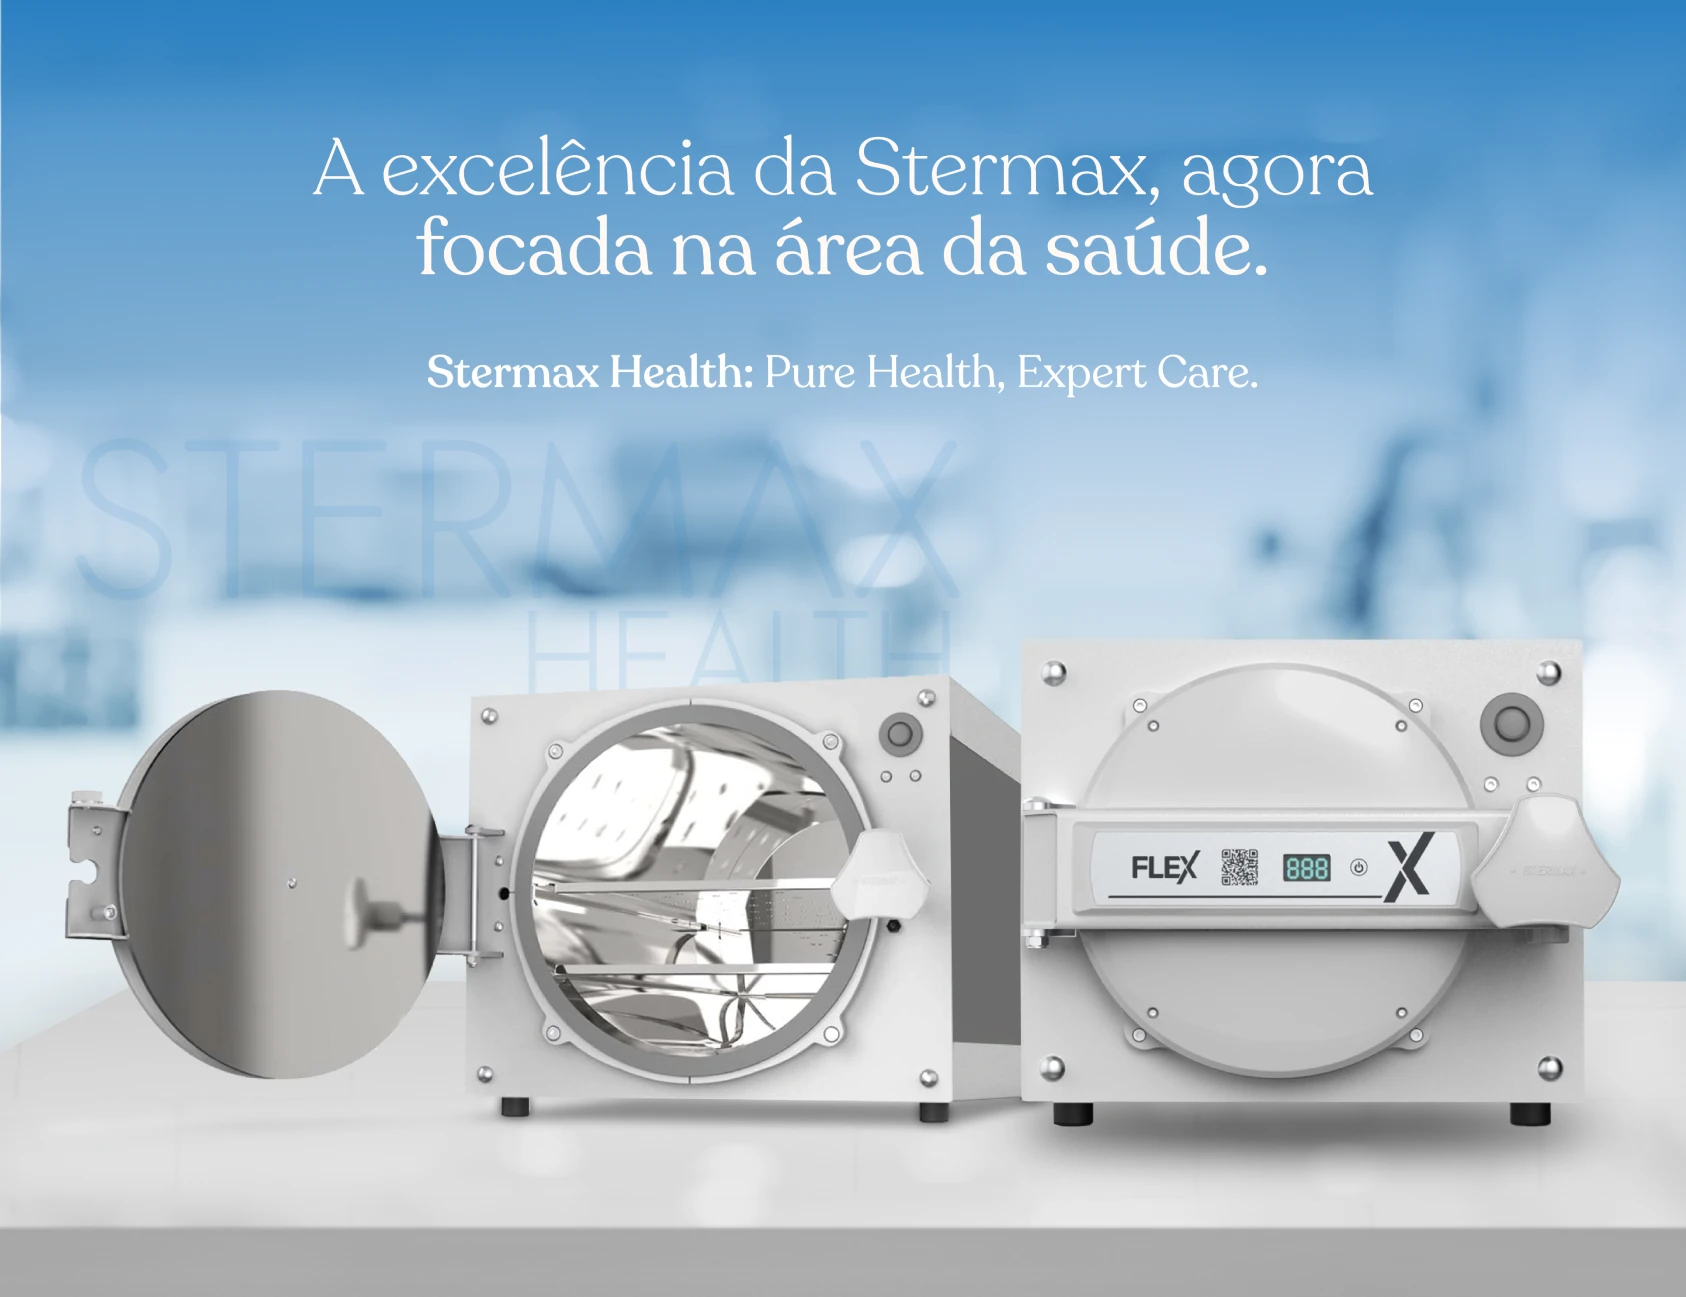 A excelência da Stermax, agora
focada na área da saúde.
Stermax Health: Pure Health, Expert Care.
STERMAX
HEALTH
FLEX
888
X